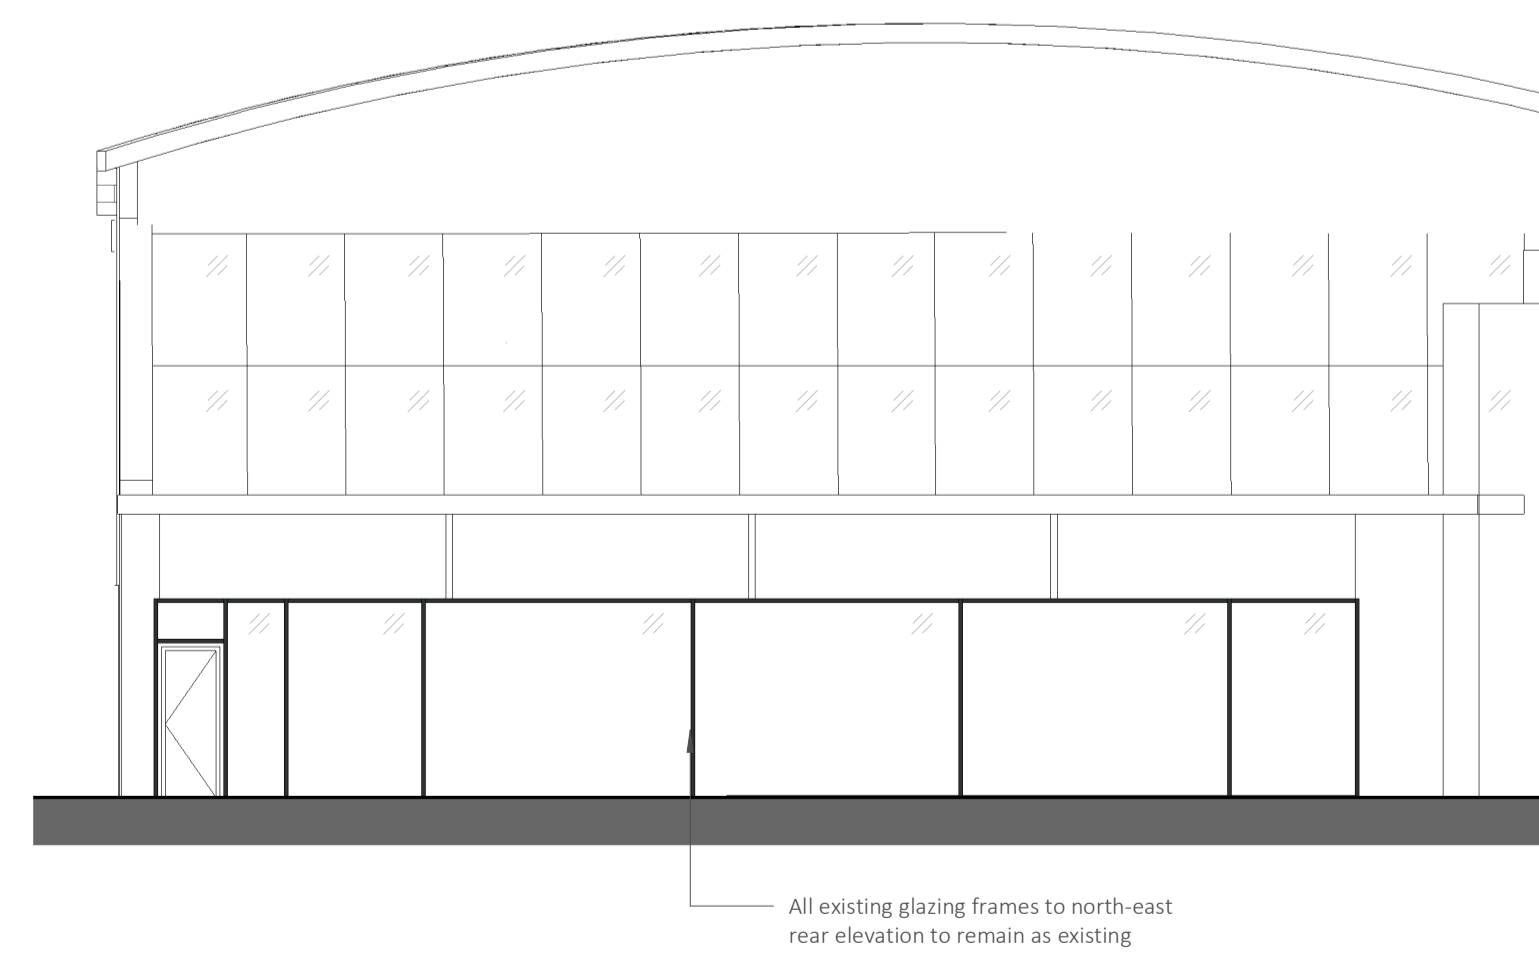 All existing glazing frames to north-east
rear elevation to remain as existing